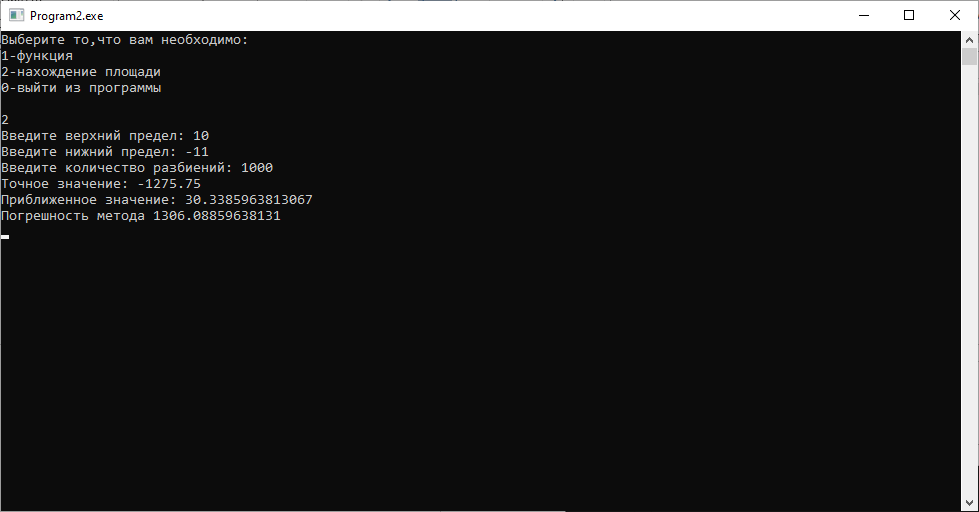 Program2.exe
Выберите то,что вам необходимо:
1-функция
2-нахождение площади
0-выйти из программы
2
Введите верхний предел: 10
Введите нижний предел: -11
Введите количество разбиений: 1000
Точное значение: -1275.75
Приближенное значение: 30.3385963813067
Погрешность метода 1306.08859638131